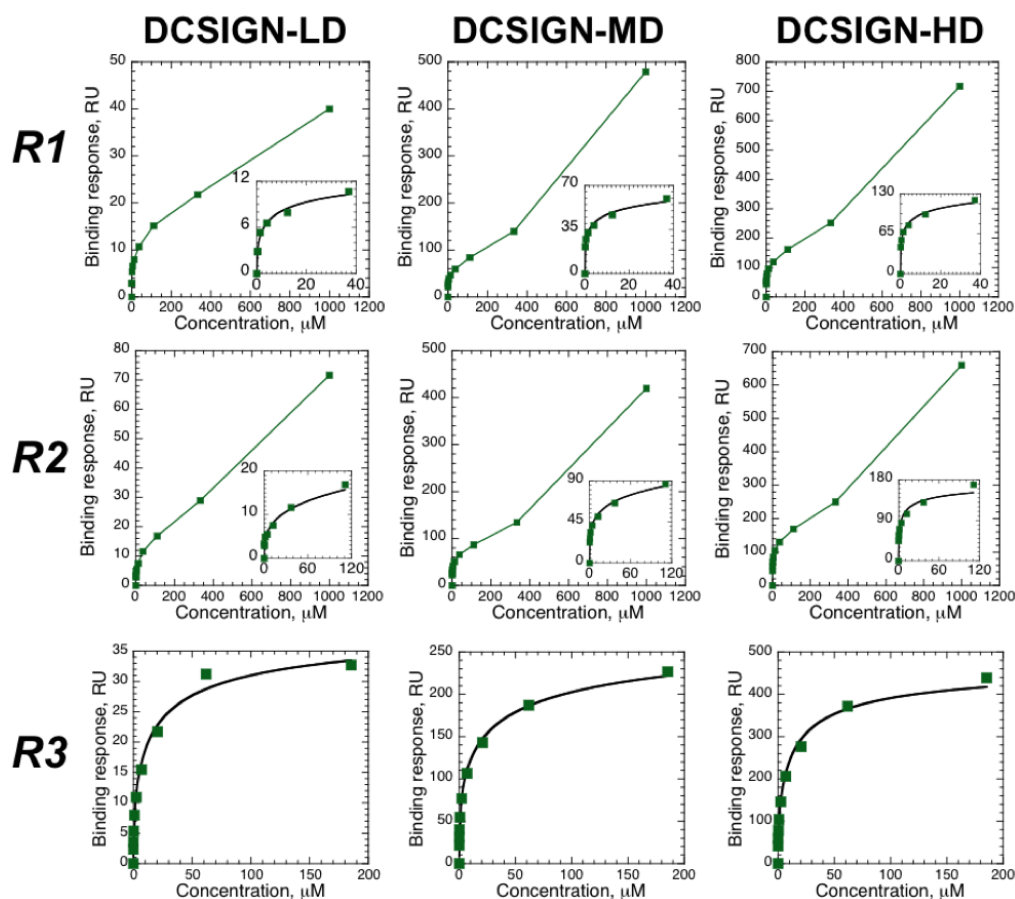 DCSIGN-LD DCSIGN-MD DCSIGN-HD
R1
Binding response, RU
50
40
30
20
10
0
12
6
0
0 20 40
0 200 400 600 800 1000 1200
Concentration, μM
Binding response, RU
500
400
300
200
100
0
70
35
0
0 20 40
0 200 400 600 800 1000 1200
Concentration, μM
Binding response, RU
800
700
600
500
400
300
200
100
0
130
65
0
0 20 40
0 200 400 600 800 1000 1200
Concentration, μM
R2
Binding response, RU
80
70
60
50
40
30
20
10
0
20
10
0
0 60 120
0 200 400 600 800 1000 1200
Concentration, μM
Binding response, RU
500
400
300
200
100
0
90
45
0
0 60 120
0 200 400 600 800 1000 1200
Concentration, μM
Binding response, RU
700
600
500
400
300
200
100
0
180
90
0
0 60 120
0 200 400 600 800 1000 1200
Concentration, μM
R3
Binding response, RU
35
30
25
20
15
10
5
0
0 50 100 150 200
Concentration, μM
Binding response, RU
250
200
150
100
50
0
0 50 100 150 200
Concentration, μM
Binding response, RU
500
400
300
200
100
0
0 50 100 150 200
Concentration, μM